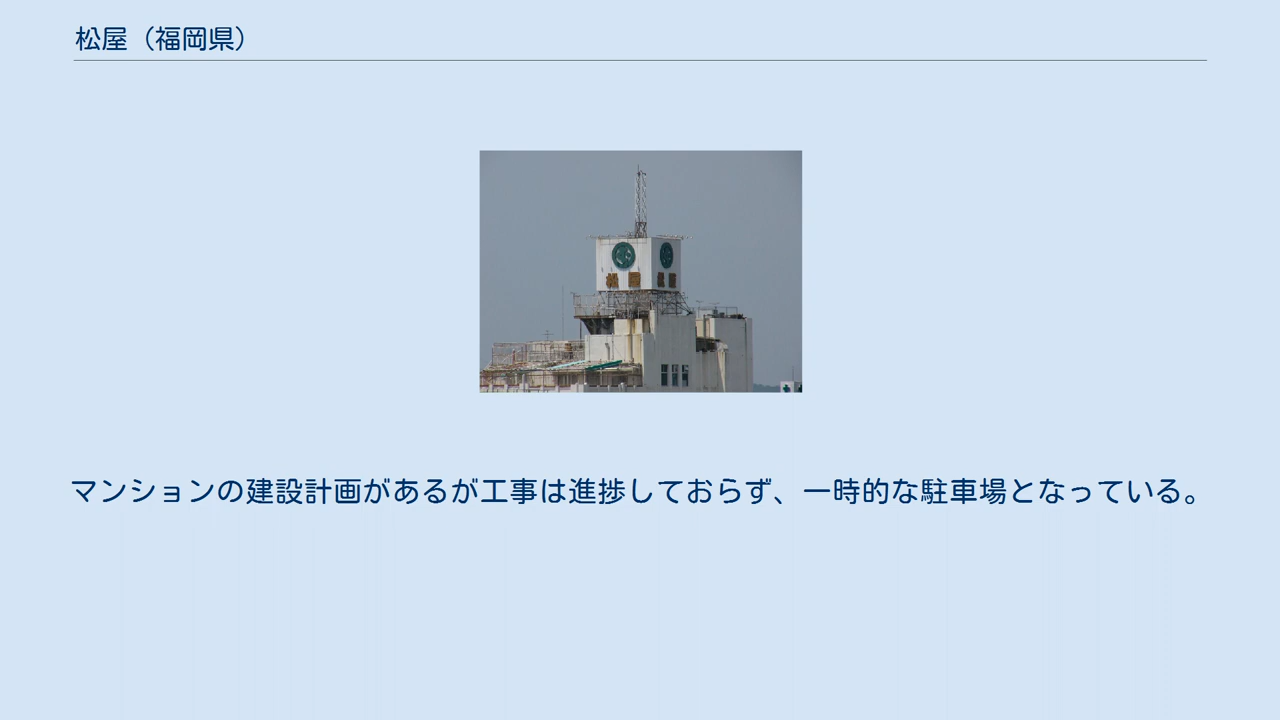 松屋（福岡県）
マンションの建設計画があるが工事は進捗しておらず、一時的な駐車場となっている。